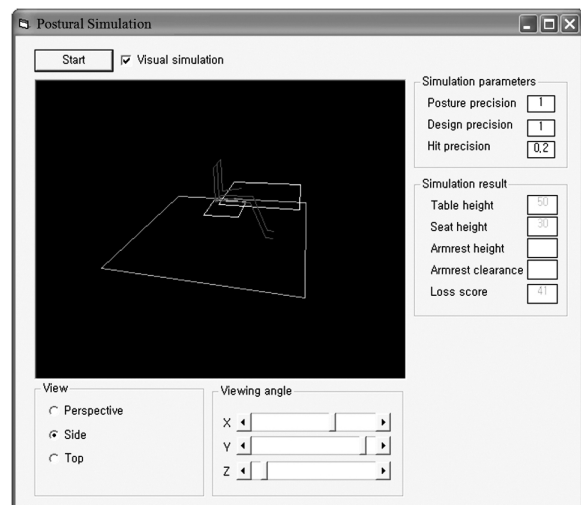 Postural Simulation
Start
Visual simulation
Simulation parameters
Posture precision 1
Design precision 1
Hit precision 0,2
Simulation result
Table height 50
Seat height 30
Armrest height
Armrest clearance
Loss score 41
View
Perspective
Side
Top
Viewing angle
X
Y
Z